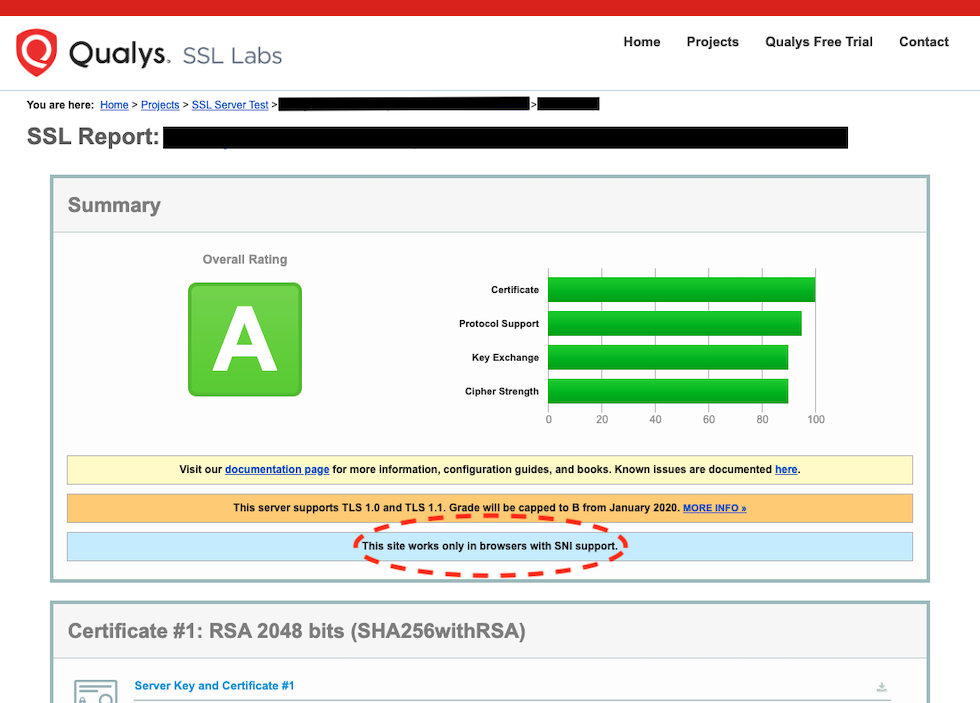 Qualys. SSL Labs
Home Projects Qualys Free Trial Contact
You are here: Home > Projects > SSL Server Test > >
SSL Report:
Summary
Overall Rating
A
Certificate
Protocol Support
Key Exchange
Cipher Strength
0 20 40 60 80 100
Visit our documentation page for more information, configuration guides, and books. Known issues are documented here.
This server supports TLS 1.0 and TLS 1.1. Grade will be capped to B from January 2020. MORE INFO »
This site works only in browsers with SNI support.
Certificate #1: RSA 2048 bits (SHA256withRSA)
Server Key and Certificate #1